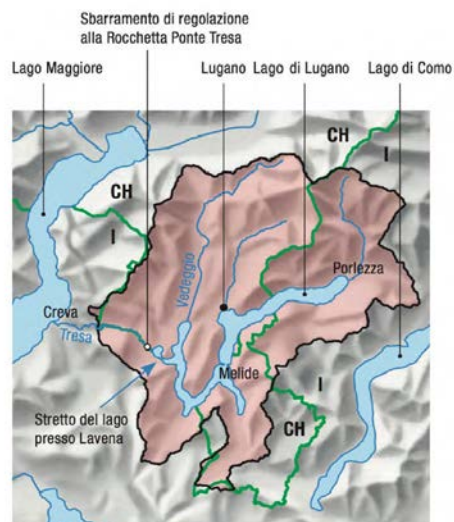 Sbarramento di regolazione
alla Rocchetta Ponte Tresa
Lago Maggiore
Lugano
Lago di Lugano
Lago di Como
CH
I
CH
I
Vedeggio
Porlezza
Creva
Tresa
Melide
I
Stretto del lago
presso Lavena
CH